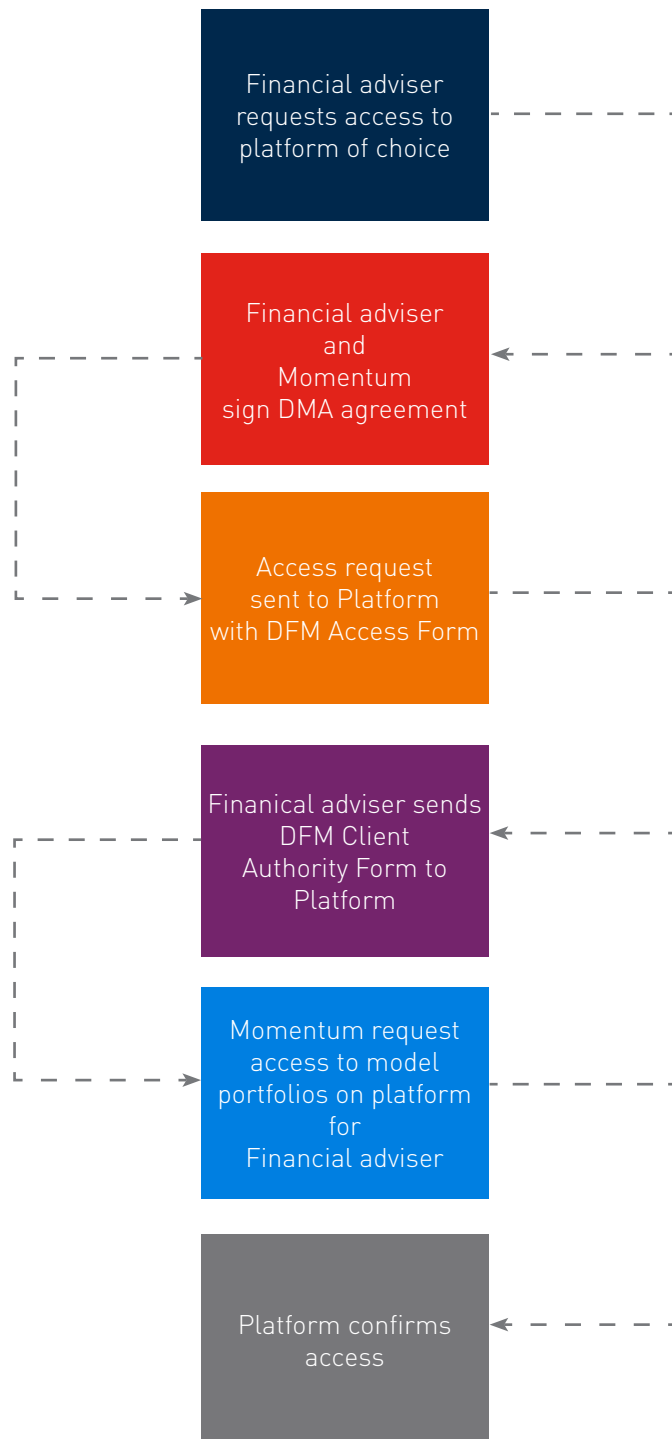 Financial adviser
requests access to
platform of choice
Financial adviser
and
Momentum
sign DMA agreement
Access request
sent to Platform
with DFM Access Form
Finanical adviser sends
DFM Client
Authority Form to
Platform
Momentum request
access to model
portfolios on platform
for
Financial adviser
Platform confirms
access